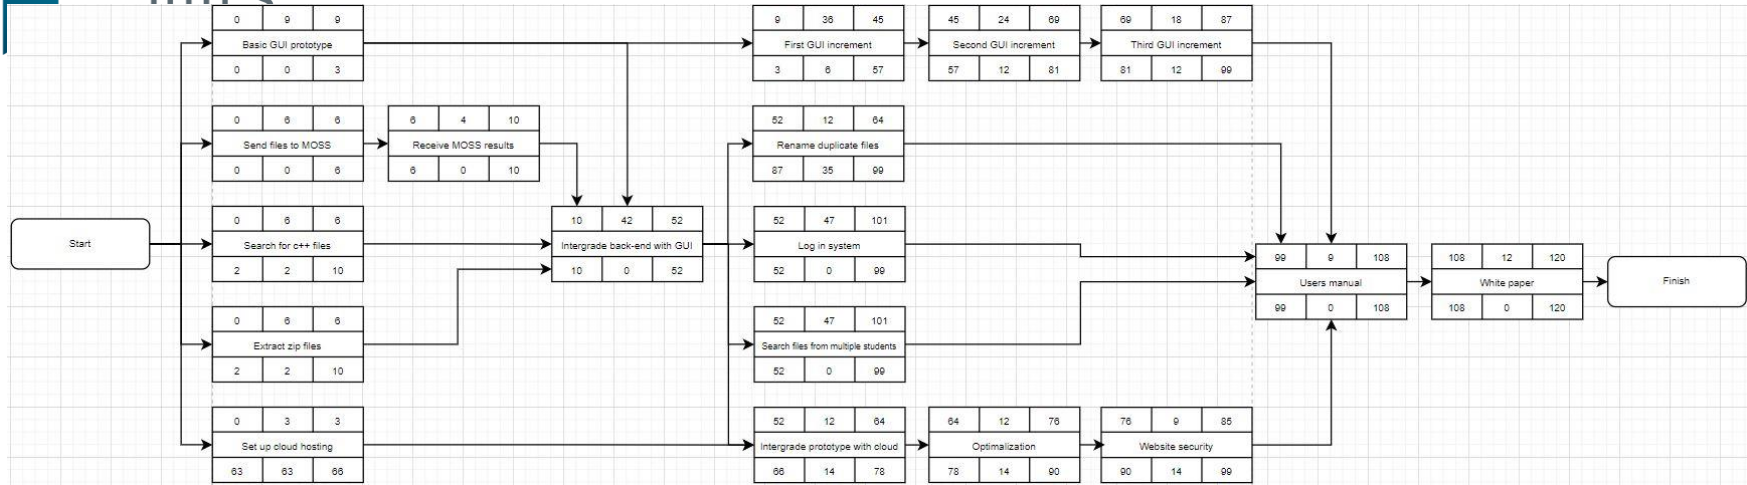 0 9 9
Basic GUI prototype
0 0 3
9 36 45
First GUI increment
3 6 57
45 24 69
Second GUI increment
57 12 81
69 18 87
Third GUI increment
81 12 99
0 6 6
Send files to MOSS
0 0 6
6 4 10
Receive MOSS results
6 0 10
52 12 64
Rename duplicate files
87 35 99
Start
0 6 6
Search for c++ files
2 2 10
10 42 52
Intergrade back-end with GUI
10 0 52
52 47 101
Log in system
52 0 99
99 9 108
Users manual
99 0 108
108 12 120
White paper
108 0 120
Finish
0 6 6
Extract zip files
2 2 10
52 47 101
Search files from multiple students
52 0 99
0 3 3
Set up cloud hosting
63 63 66
52 12 64
Intergrade prototype with cloud
66 14 78
64 12 76
Optimalization
78 14 90
76 9 85
Website security
90 14 99